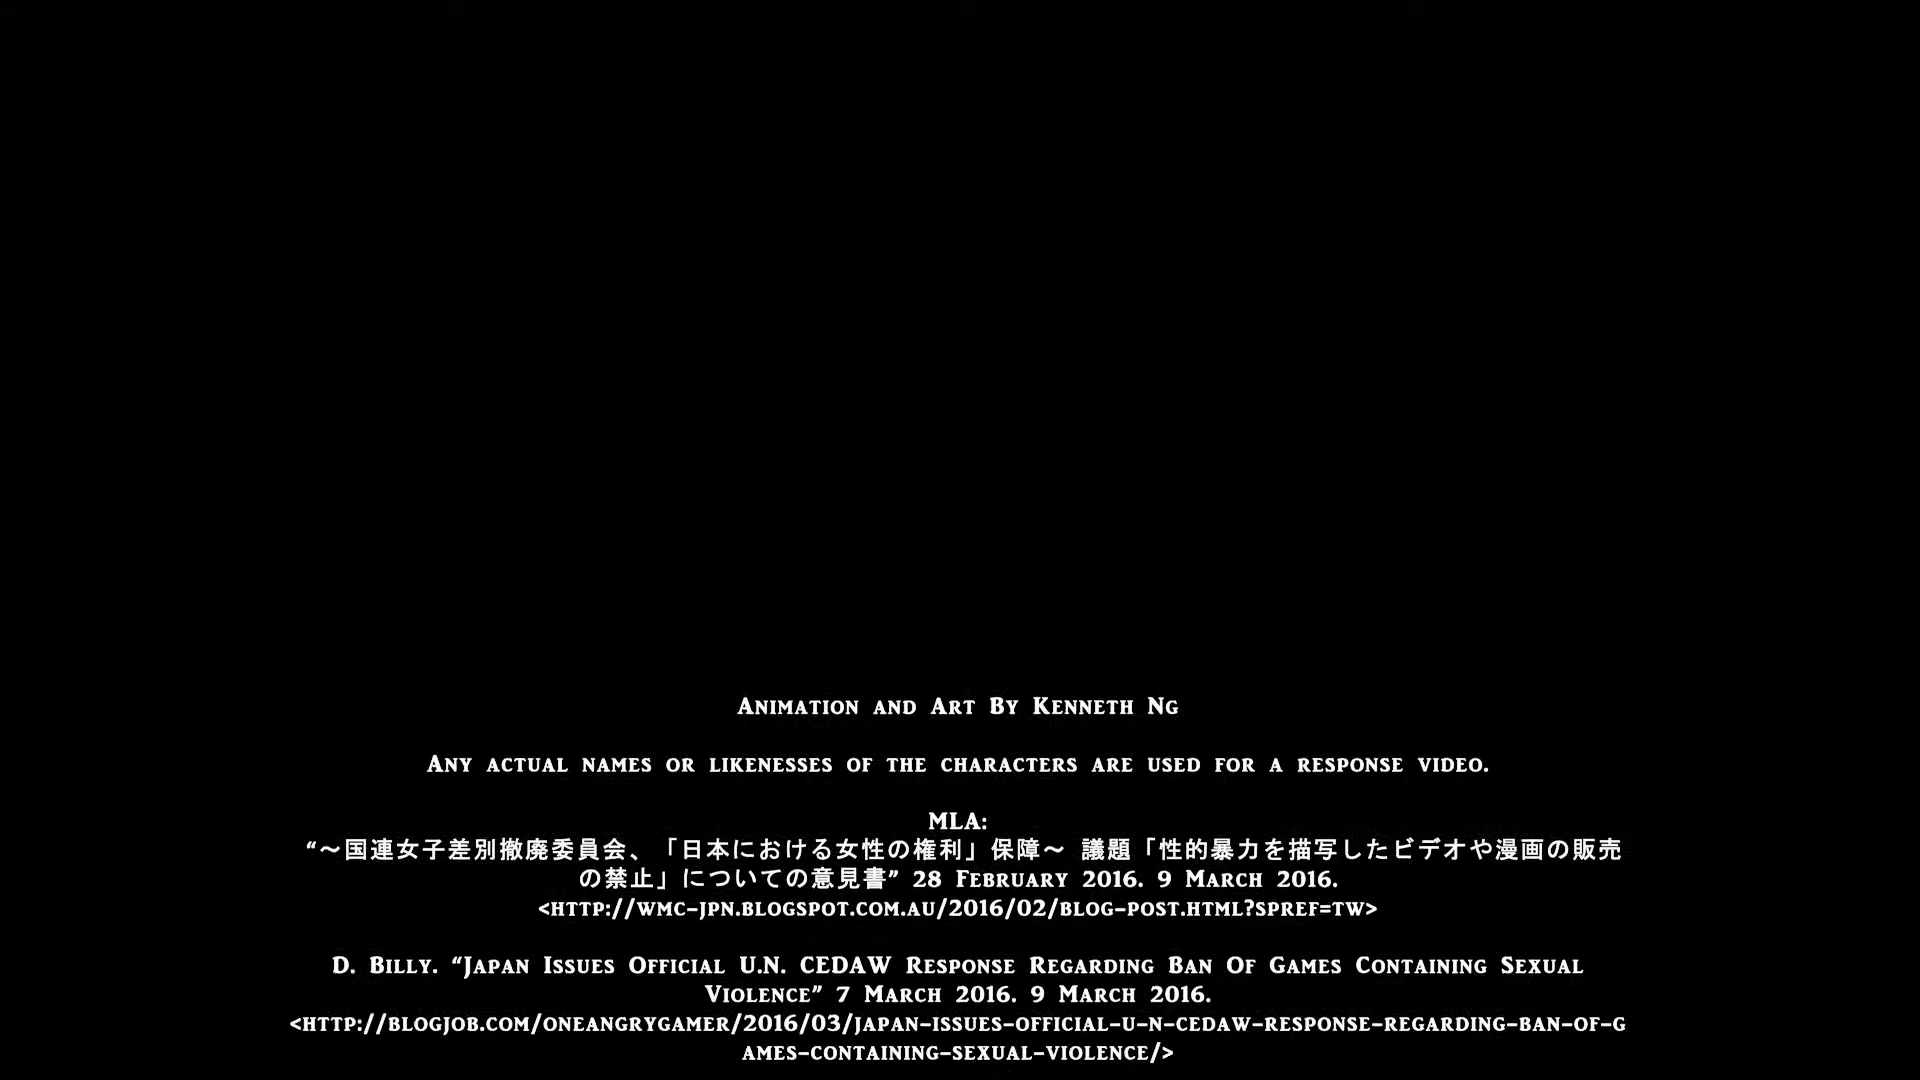 Animation and Art By Kenneth Ng
Any actual names or likenesses of the characters are used for a response video.
MLA:
“～国連女子差別撤廃委員会、「日本における女性の権利」保障～ 議題「性的暴力を描写したビデオや漫画の販売
の禁止」についての意見書” 28 February 2016. 9 March 2016.
<http://wmc-jpn.blogspot.com.au/2016/02/blog-post.html?spref=tw>
D. Billy. “Japan Issues Official U.N. CEDAW Response Regarding Ban Of Games Containing Sexual
Violence” 7 March 2016. 9 March 2016.
<http://blogjob.com/oneangrygamer/2016/03/japan-issues-official-u-n-cedaw-response-regarding-ban-of-g
ames-containing-sexual-violence/>